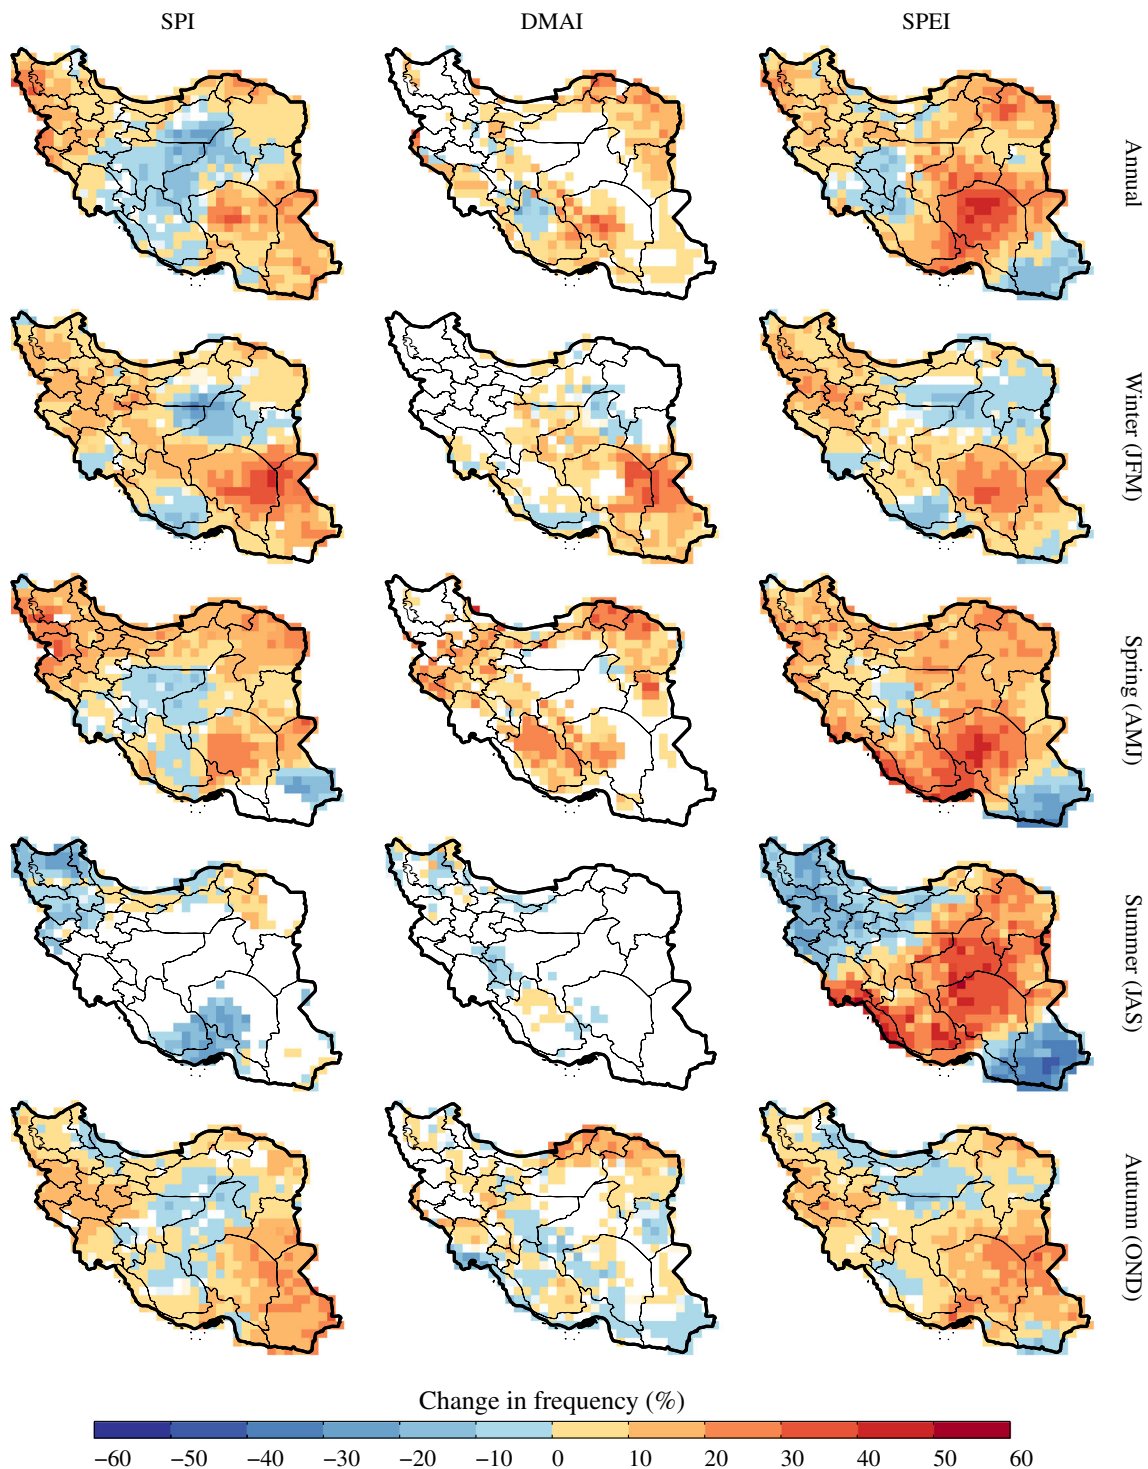 SPI DMAI SPEI
Annual
Winter (JFM)
Spring (AMJ)
Summer (JAS)
Autumn (OND)
Change in frequency (%)
−60 −50 −40 −30 −20 −10 0 10 20 30 40 50 60